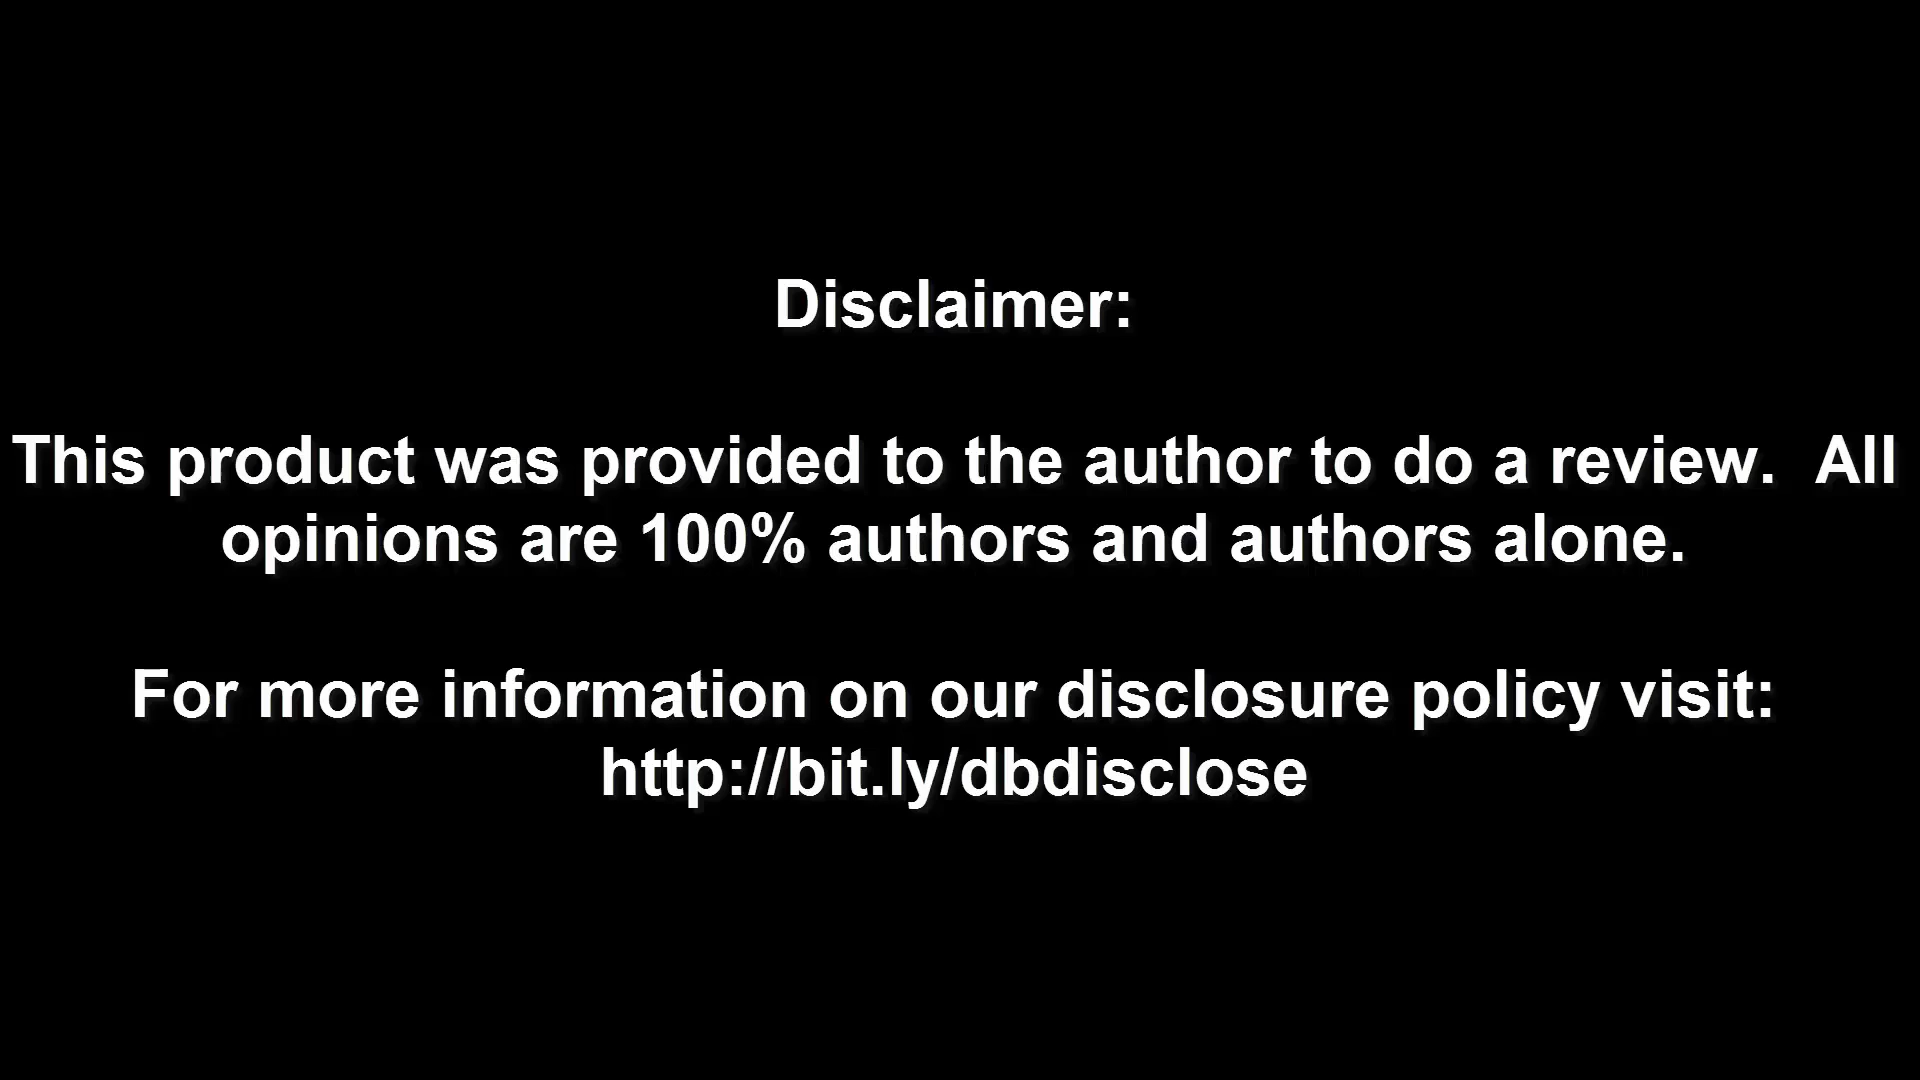 Disclaimer:
This product was provided to the author to do a review.  All
opinions are 100% authors and authors alone.
For more information on our disclosure policy visit:
http://bit.ly/dbdisclose